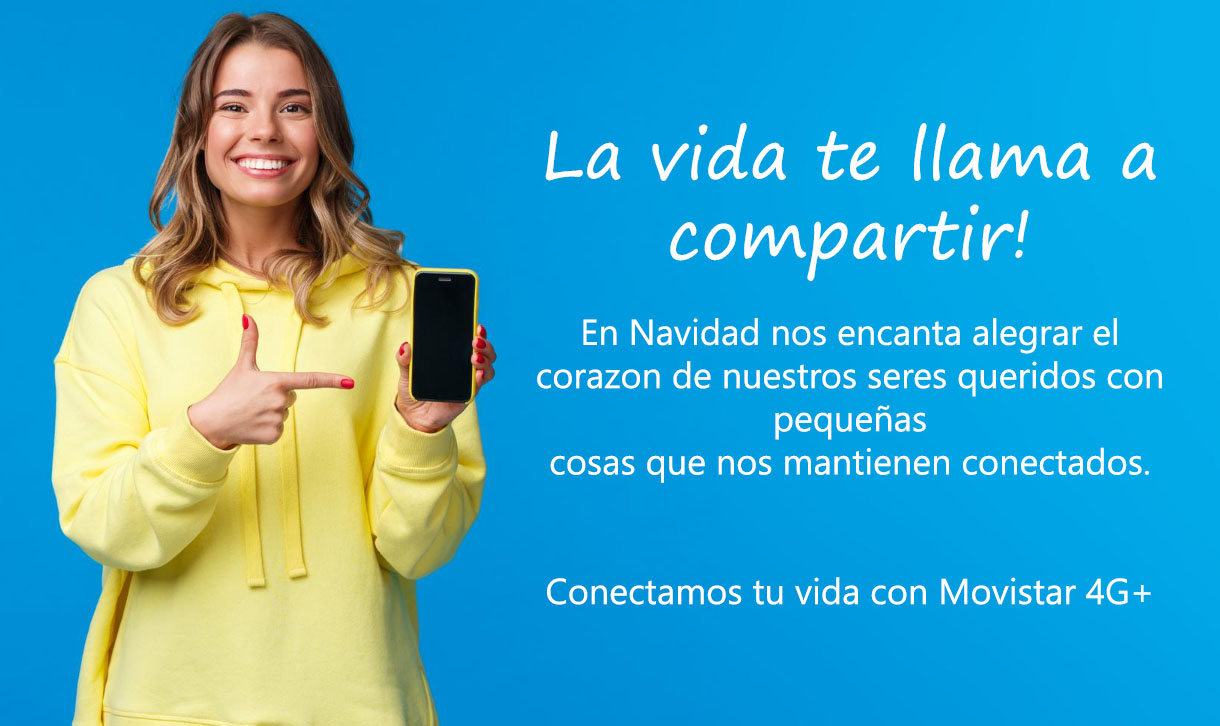 La vida te llama a
compartir!
En Navidad nos encanta alegrar el
corazon de nuestros seres queridos con
pequeñas
cosas que nos mantienen conectados.
Conectamos tu vida con Movistar 4G+